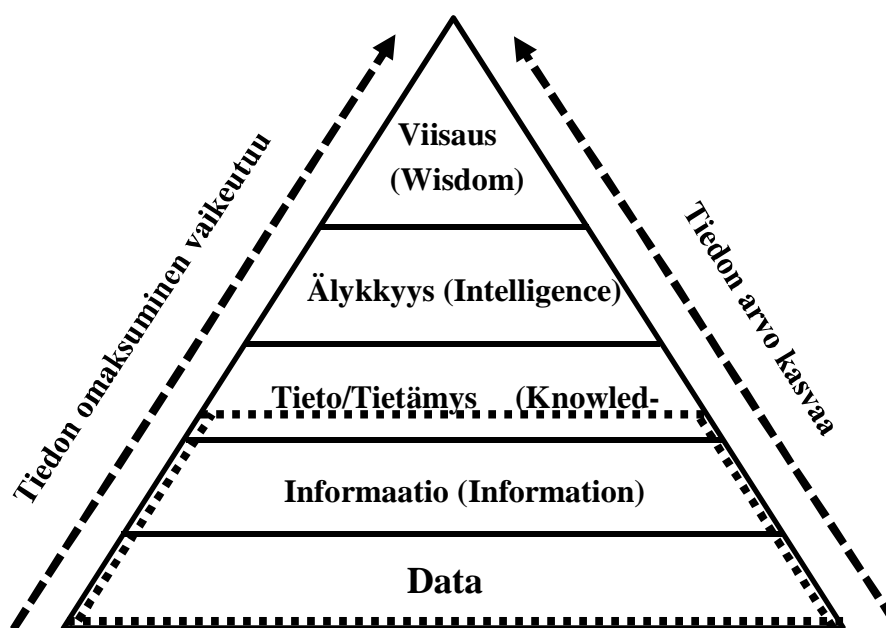 Viisaus
(Wisdom)
Älykkyys (Intelligence)
Tieto/Tietämys (Knowled-
Informaatio (Information)
Data
Tiedon omaksuminen vaikeutuu
Tiedon arvo kasvaa